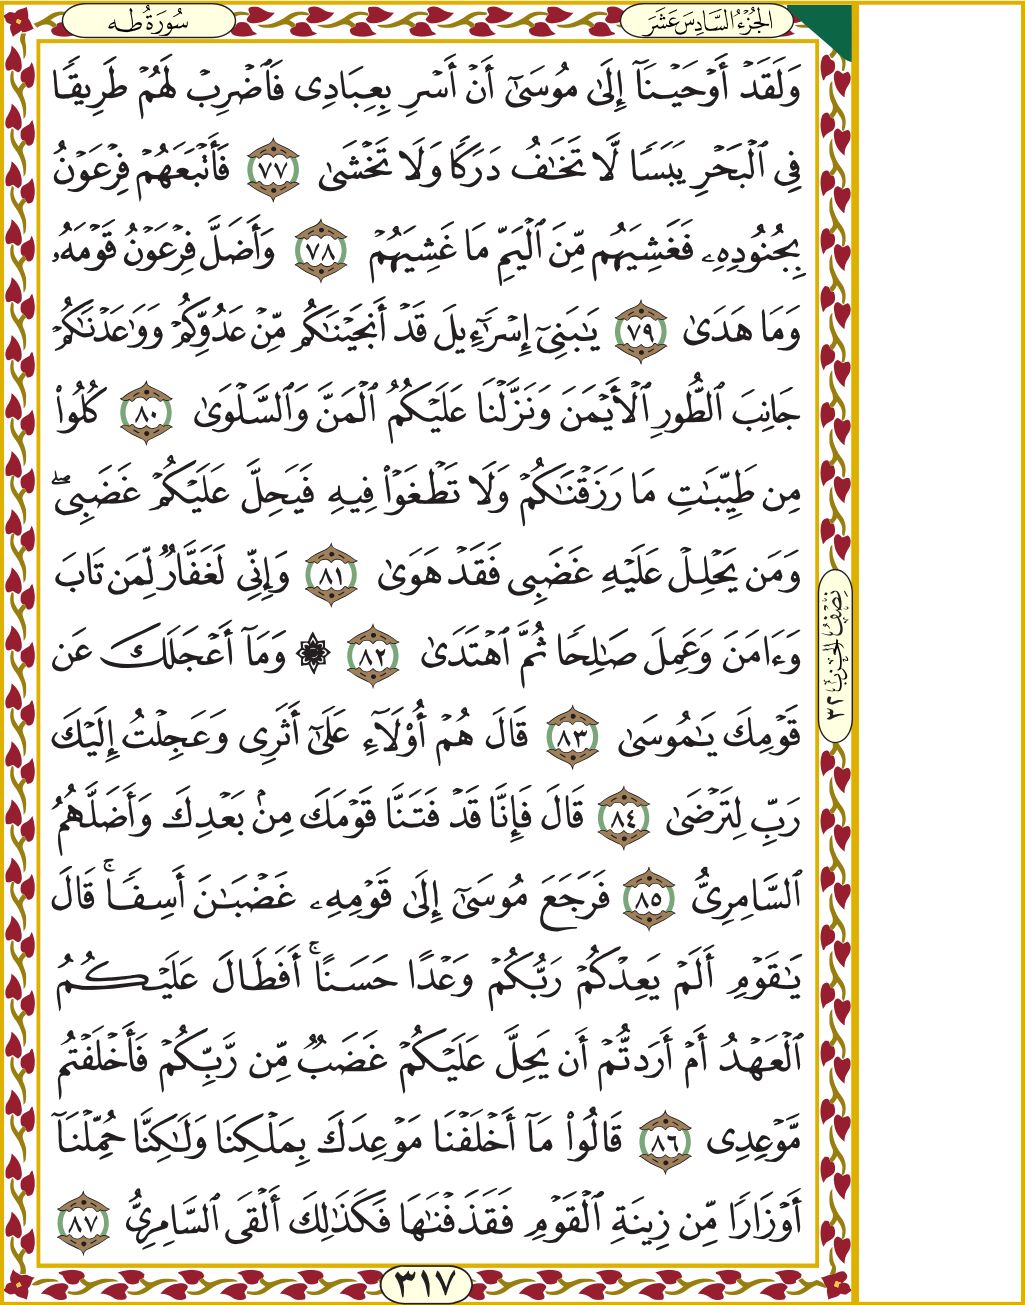 الجُزْءُ السَّادِسَ عَشَرَ
سُورَةُ طه
وَلَقَدْ أَوْحَيْنَآ إِلَىٰ مُوسَىٰٓ أَنْ أَسْرِ بِعِبَادِى فَٱضْرِبْ لَهُمْ طَرِيقًا
فِى ٱلْبَحْرِ يَبَسًا لَّا تَخَـٰفُ دَرَكًا وَلَا تَخْشَىٰ ٧٧ فَأَتْبَعَهُمْ فِرْعَوْنُ
بِجُنُودِهِۦ فَغَشِيَهُم مِّنَ ٱلْيَمِّ مَا غَشِيَهُمْ ٧٨ وَأَضَلَّ فِرْعَوْنُ قَوْمَهُۥ
وَمَا هَدَىٰ ٧٩ يَـٰبَنِىٓ إِسْرَٰٓءِيلَ قَدْ أَنجَيْنَـٰكُم مِّنْ عَدُوِّكُمْ وَوَٰعَدْنَـٰكُمْ
جَانِبَ ٱلطُّورِ ٱلْأَيْمَنَ وَنَزَّلْنَا عَلَيْكُمُ ٱلْمَنَّ وَٱلسَّلْوَىٰ ٨٠ كُلُوا۟
مِن طَيِّبَـٰتِ مَا رَزَقْنَـٰكُمْ وَلَا تَطْغَوْا۟ فِيهِ فَيَحِلَّ عَلَيْكُمْ غَضَبِى ۖ
وَمَن يَحْلِلْ عَلَيْهِ غَضَبِى فَقَدْ هَوَىٰ ٨١ وَإِنِّى لَغَفَّارٌ لِّمَن تَابَ
وَءَامَنَ وَعَمِلَ صَـٰلِحًا ثُمَّ ٱهْتَدَىٰ ٨٢ ۞ وَمَآ أَعْجَلَكَ عَن
قَوْمِكَ يَـٰمُوسَىٰ ٨٣ قَالَ هُمْ أُو۟لَآءِ عَلَىٰٓ أَثَرِى وَعَجِلْتُ إِلَيْكَ
رَبِّ لِتَرْضَىٰ ٨٤ قَالَ فَإِنَّا قَدْ فَتَنَّا قَوْمَكَ مِنۢ بَعْدِكَ وَأَضَلَّهُمُ
ٱلسَّامِرِىُّ ٨٥ فَرَجَعَ مُوسَىٰٓ إِلَىٰ قَوْمِهِۦ غَضْبَـٰنَ أَسِفًا ۚ قَالَ
يَـٰقَوْمِ أَلَمْ يَعِدْكُمْ رَبُّكُمْ وَعْدًا حَسَنًا ۚ أَفَطَالَ عَلَيْكُمُ
ٱلْعَهْدُ أَمْ أَرَدتُّمْ أَن يَحِلَّ عَلَيْكُمْ غَضَبٌ مِّن رَّبِّكُمْ فَأَخْلَفْتُم
مَّوْعِدِى ٨٦ قَالُوا۟ مَآ أَخْلَفْنَا مَوْعِدَكَ بِمَلْكِنَا وَلَـٰكِنَّا حُمِّلْنَآ
أَوْزَارًا مِّن زِينَةِ ٱلْقَوْمِ فَقَذَفْنَـٰهَا فَكَذَٰلِكَ أَلْقَى ٱلسَّامِرِىُّ ٨٧
نِصْفُ الحِزْبِ ٣٢
٣١٧